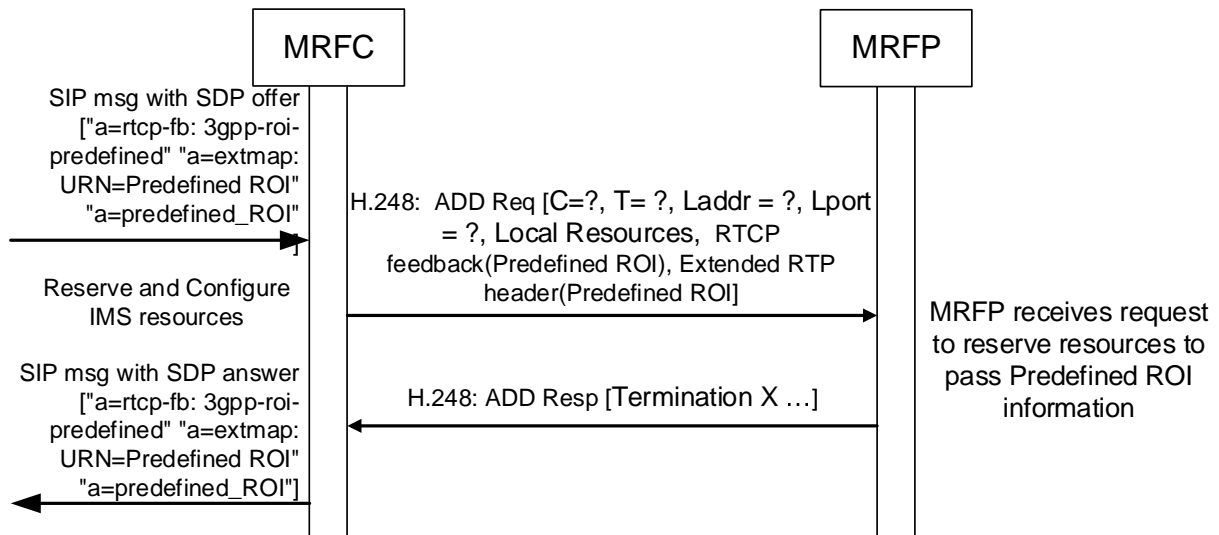 MRFC
MRFP
SIP msg with SDP offer
["a=rtcp-fb: 3gpp-roi-
predefined" "a=extmap:
URN=Predefined ROI"
"a=predefined_ROI"
]
H.248:  ADD Req [C=?, T= ?, Laddr = ?, Lport
= ?, Local Resources,  RTCP
feedback(Predefined ROI), Extended RTP
header(Predefined ROI]
Reserve and Configure
IMS resources
MRFP receives request
to reserve resources to
pass Predefined ROI
information
SIP msg with SDP answer
["a=rtcp-fb: 3gpp-roi-
predefined" "a=extmap:
URN=Predefined ROI"
"a=predefined_ROI"]
H.248: ADD Resp [Termination X …]